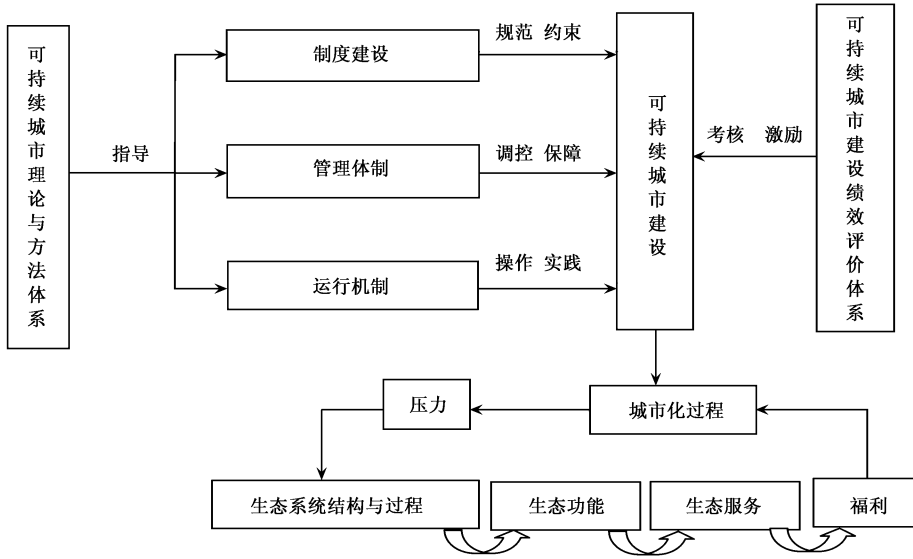 可持续城市理论与方法体系
指导
制度建设
管理体制
运行机制
规范 约束
调控 保障
操作 实践
可持续城市建设
考核 激励
可持续城市建设绩效评价体系
压力
城市化过程
生态系统结构与过程
生态功能
生态服务
福利